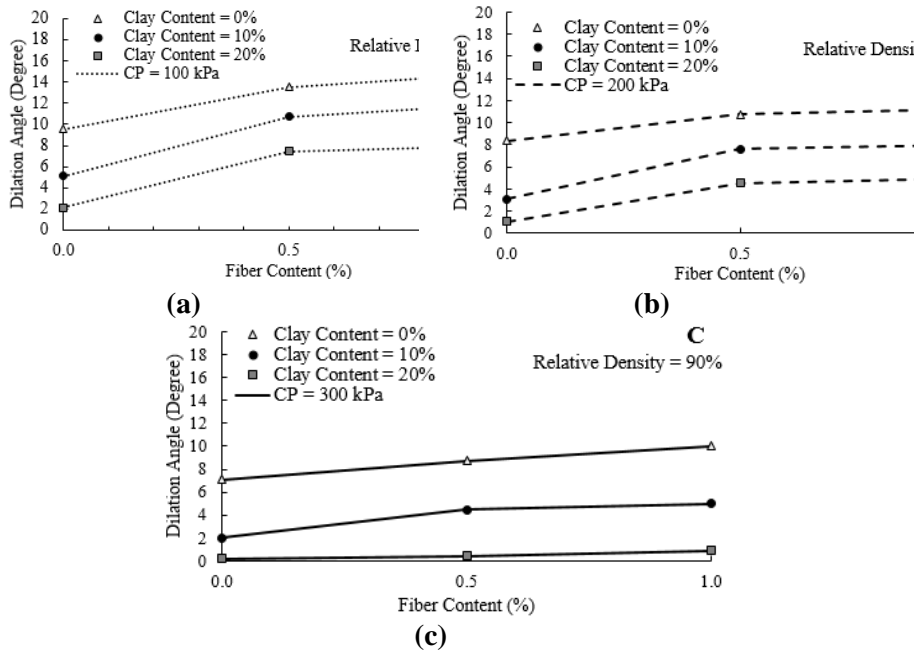 20
18
16
14
12
10
8
6
4
2
0
Dilation Angle (Degree)
Clay Content = 0%
Clay Content = 10%
Clay Content = 20%
CP = 100 kPa
Relative
0.0
0.5
Fiber Content (%)
(a)
20
18
16
14
12
10
8
6
4
2
0
Dilation Angle (Degree)
Clay Content = 0%
Clay Content = 10%
Clay Content = 20%
CP = 200 kPa
Relative Densi
0.0
0.5
Fiber Content (%)
(b)
20
18
16
14
12
10
8
6
4
2
0
Dilation Angle (Degree)
Clay Content = 0%
Clay Content = 10%
Clay Content = 20%
CP = 300 kPa
C
Relative Density = 90%
0.0
0.5
1.0
Fiber Content (%)
(c)